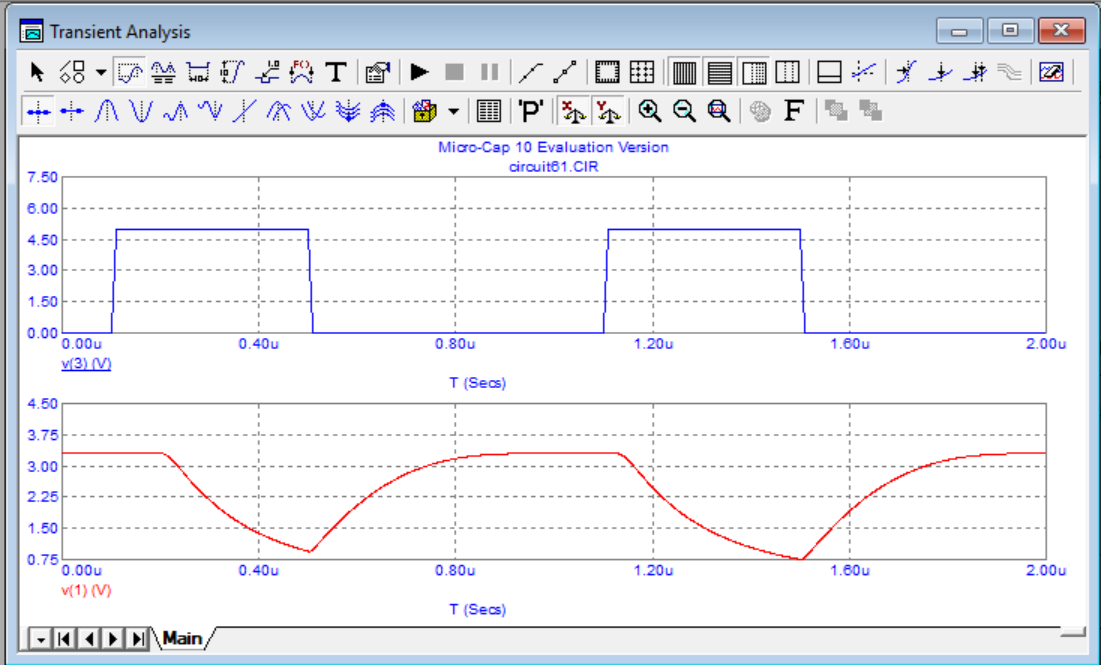 Transient Analysis
T 'P' F
Micro-Cap 10 Evaluation Version
circuit61.CIR
7.50
6.00
4.50
3.00
1.50
0.00
0.00u 0.40u 0.80u 1.20u 1.60u 2.00u
v(3) (V)
T (Secs)
4.50
3.75
3.00
2.25
1.50
0.75
0.00u 0.40u 0.80u 1.20u 1.60u 2.00u
v(1) (V)
T (Secs)
Main